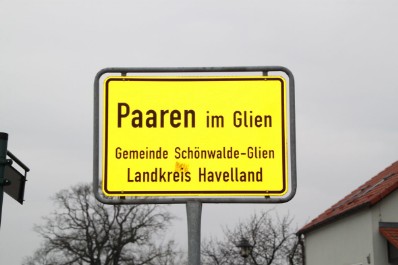 Paaren im Glien
Gemeinde Schönwalde-Glien
Landkreis Havelland